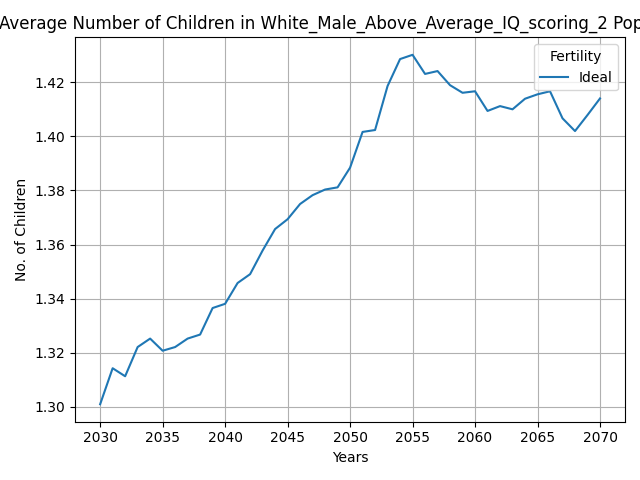 Average Number of Children in White_Male_Above_Average_IQ_scoring_2 Pop
Fertility
Ideal
1.42
1.40
1.38
1.36
1.34
1.32
1.30
No. of Children
2030 2035 2040 2045 2050 2055 2060 2065 2070
Years